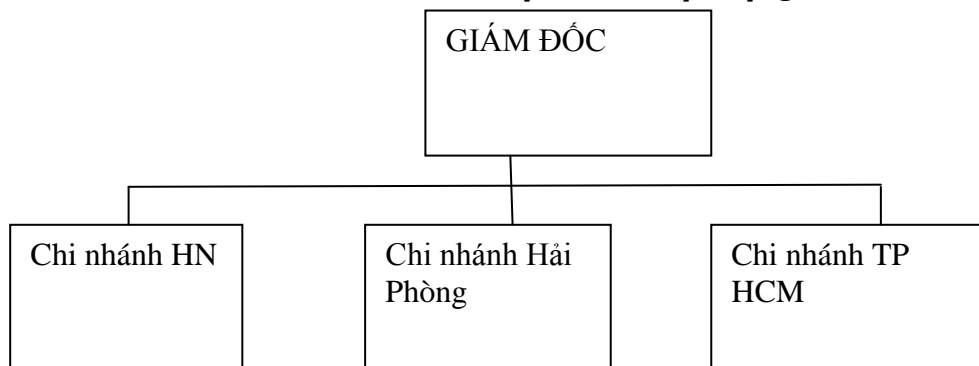 GIÁM ĐỐC
Chi nhánh HN
Chi nhánh Hải
Phòng
Chi nhánh TP
HCM